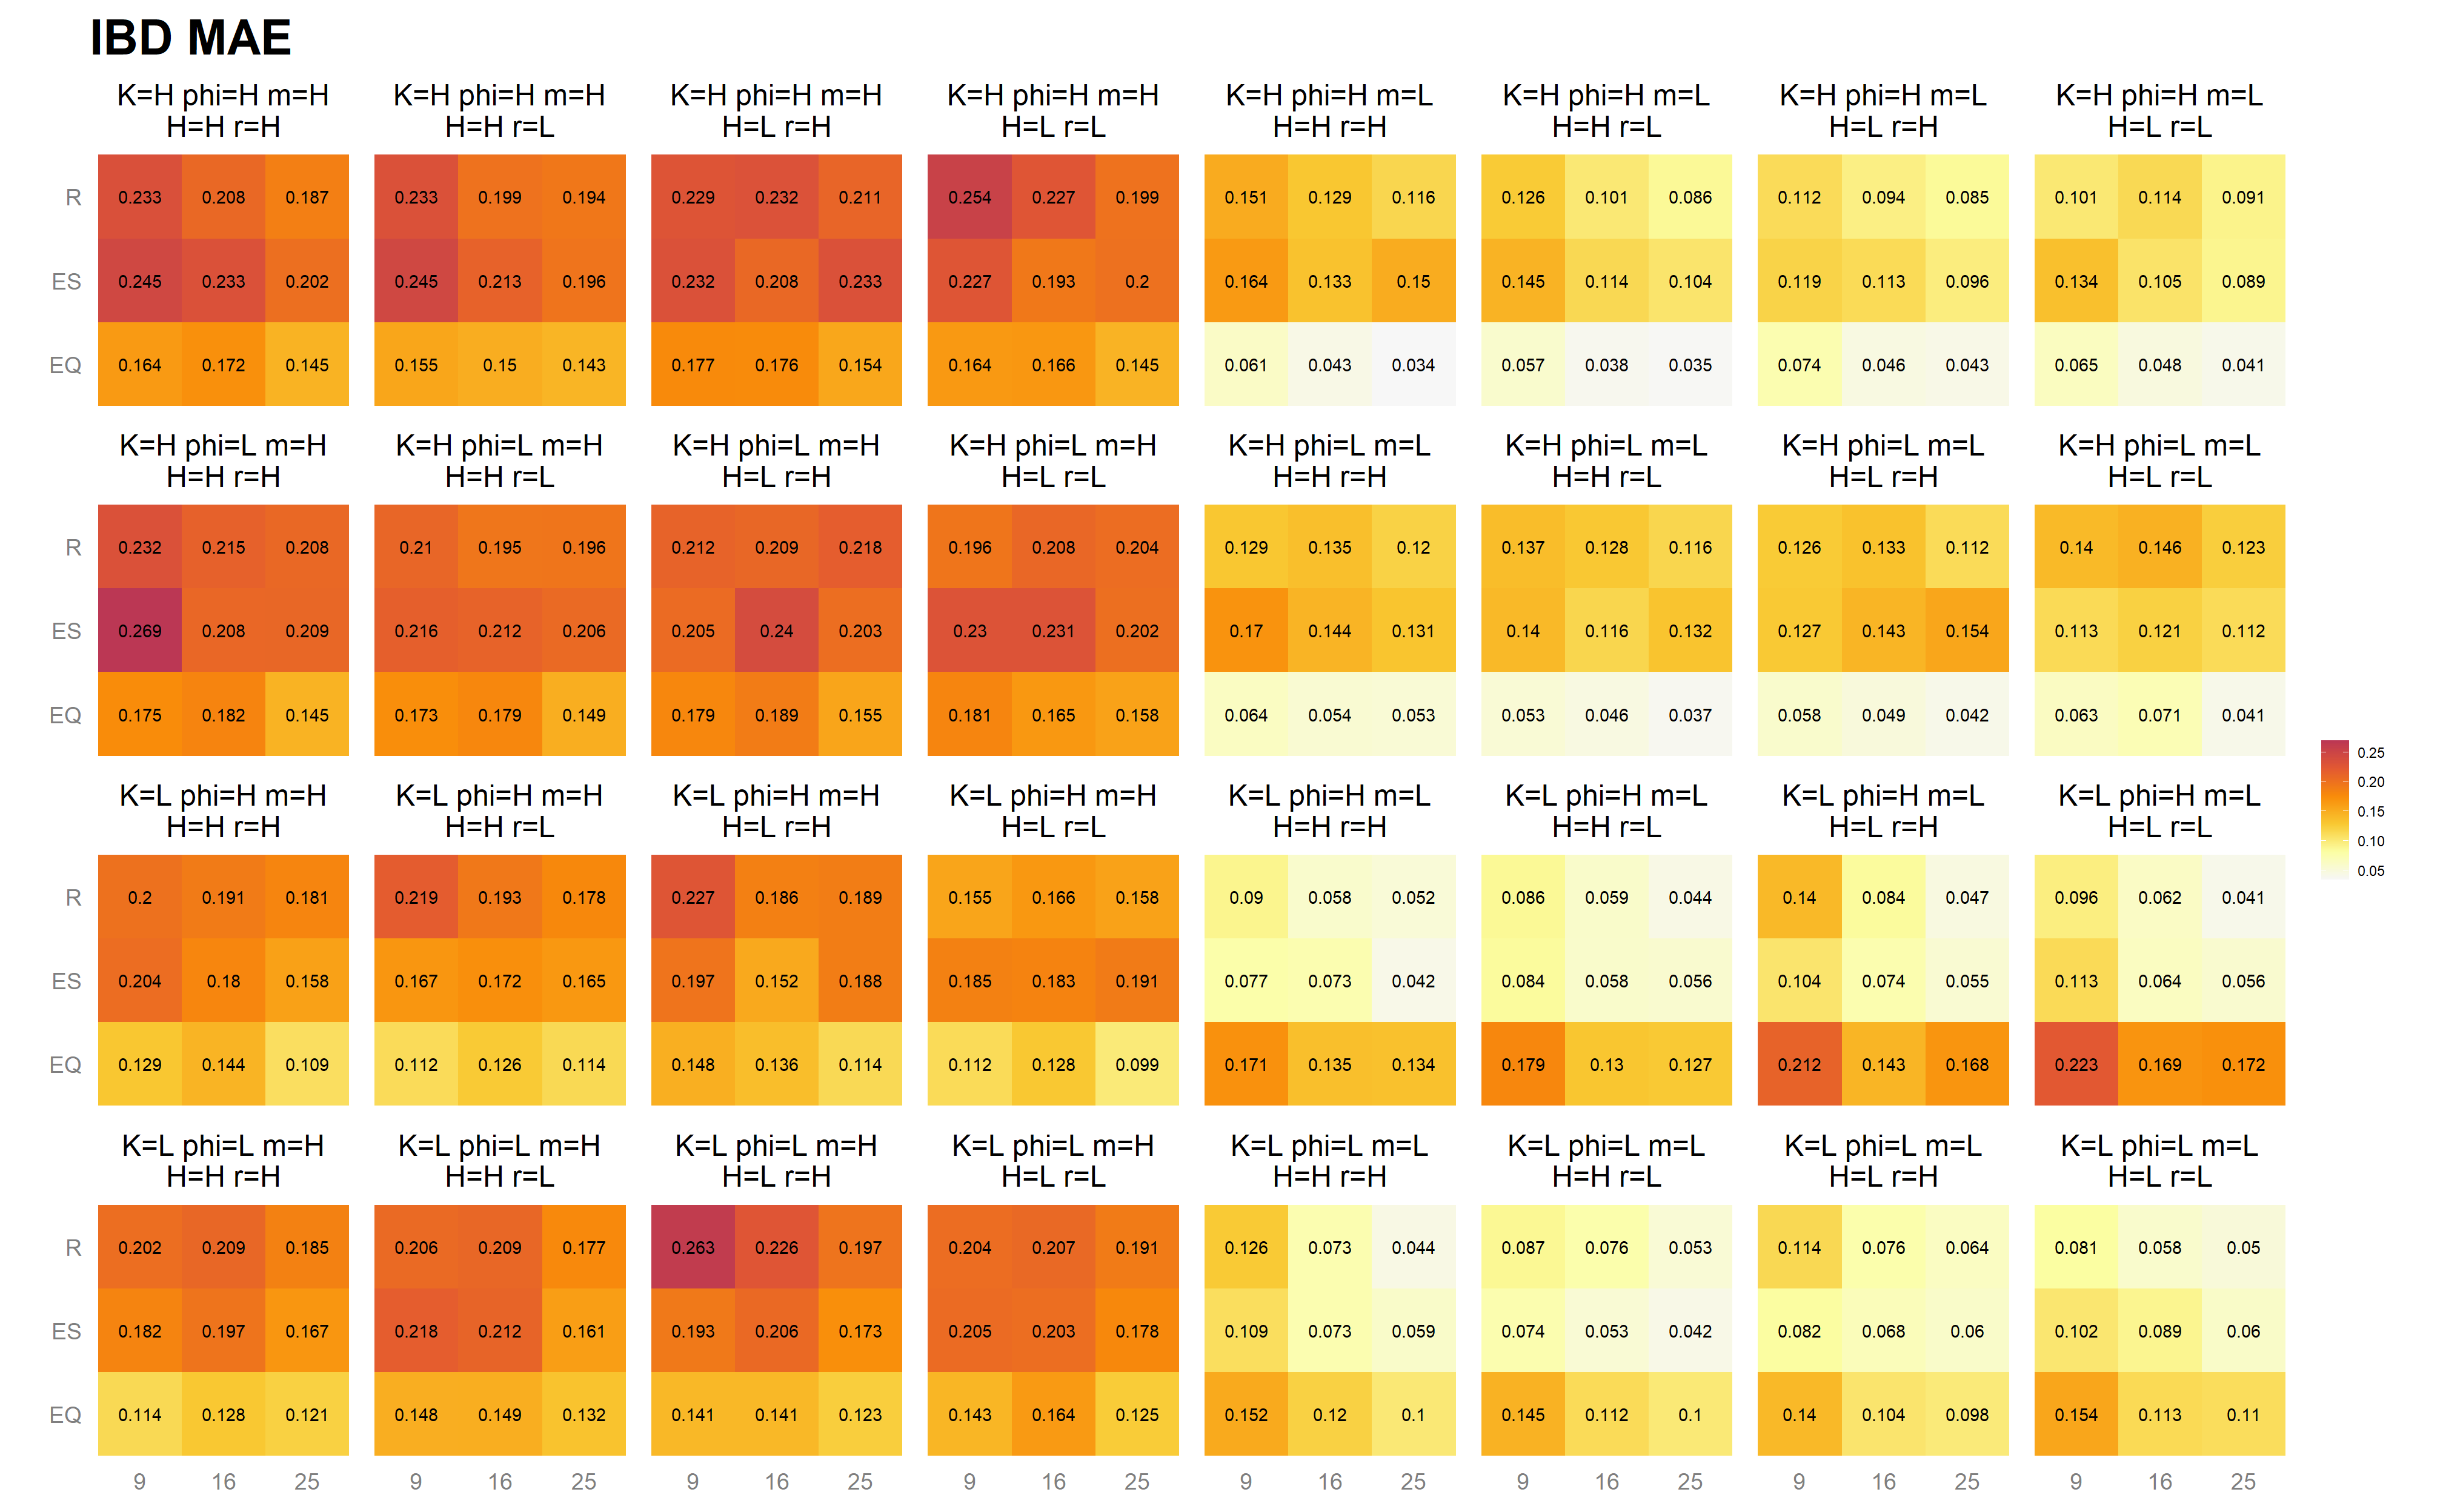 IBD MAE
K=H phi=H m=H K=H phi=H m=H K=H phi=H m=H K=H phi=H m=H K=H phi=H m=L K=H phi=H m=L K=H phi=H m=L K=H phi=H m=L
H=H r=H H=H r=L H=L r=H H=L r=L H=H r=H H=H r=L H=L r=H H=L r=L
R 0.233 0.208 0.187 0.233 0.199 0.194 0.229 0.232 0.211 0.254 0.227 0.199 0.151 0.129 0.116 0.126 0.101 0.086 0.112 0.094 0.085 0.101 0.114 0.091
ES 0.245 0.233 0.202 0.245 0.213 0.196 0.232 0.208 0.233 0.227 0.193 0.2 0.164 0.133 0.15 0.145 0.114 0.104 0.119 0.113 0.096 0.134 0.105 0.089
EQ 0.164 0.172 0.145 0.155 0.15 0.143 0.177 0.176 0.154 0.164 0.166 0.145 0.061 0.043 0.034 0.057 0.038 0.035 0.074 0.046 0.043 0.065 0.048 0.041
K=H phi=L m=H K=H phi=L m=H K=H phi=L m=H K=H phi=L m=H K=H phi=L m=L K=H phi=L m=L K=H phi=L m=L K=H phi=L m=L
H=H r=H H=H r=L H=L r=H H=L r=L H=H r=H H=H r=L H=L r=H H=L r=L
R 0.232 0.215 0.208 0.21 0.195 0.196 0.212 0.209 0.218 0.196 0.208 0.204 0.129 0.135 0.12 0.137 0.128 0.116 0.126 0.133 0.112 0.14 0.146 0.123
ES 0.269 0.208 0.209 0.216 0.212 0.206 0.205 0.24 0.203 0.23 0.231 0.202 0.17 0.144 0.131 0.14 0.116 0.132 0.127 0.143 0.154 0.113 0.121 0.112
EQ 0.175 0.182 0.145 0.173 0.179 0.149 0.179 0.189 0.155 0.181 0.165 0.158 0.064 0.054 0.053 0.053 0.046 0.037 0.058 0.049 0.042 0.063 0.071 0.041
0.25
0.20
0.15
0.10
0.05
K=L phi=H m=H K=L phi=H m=H K=L phi=H m=H K=L phi=H m=H K=L phi=H m=L K=L phi=H m=L K=L phi=H m=L K=L phi=H m=L
H=H r=H H=H r=L H=L r=H H=L r=L H=H r=H H=H r=L H=L r=H H=L r=L
R 0.2 0.191 0.181 0.219 0.193 0.178 0.227 0.186 0.189 0.155 0.166 0.158 0.09 0.058 0.052 0.086 0.059 0.044 0.14 0.084 0.047 0.096 0.062 0.041
ES 0.204 0.18 0.158 0.167 0.172 0.165 0.197 0.152 0.188 0.185 0.183 0.191 0.077 0.073 0.042 0.084 0.058 0.056 0.104 0.074 0.055 0.113 0.064 0.056
EQ 0.129 0.144 0.109 0.112 0.126 0.114 0.148 0.136 0.114 0.112 0.128 0.099 0.171 0.135 0.134 0.179 0.13 0.127 0.212 0.143 0.168 0.223 0.169 0.172
K=L phi=L m=H K=L phi=L m=H K=L phi=L m=H K=L phi=L m=H K=L phi=L m=L K=L phi=L m=L K=L phi=L m=L K=L phi=L m=L
H=H r=H H=H r=L H=L r=H H=L r=L H=H r=H H=H r=L H=L r=H H=L r=L
R 0.202 0.209 0.185 0.206 0.209 0.177 0.263 0.226 0.197 0.204 0.207 0.191 0.126 0.073 0.044 0.087 0.076 0.053 0.114 0.076 0.064 0.081 0.058 0.05
ES 0.182 0.197 0.167 0.218 0.212 0.161 0.193 0.206 0.173 0.205 0.203 0.178 0.109 0.073 0.059 0.074 0.053 0.042 0.082 0.068 0.06 0.102 0.089 0.06
EQ 0.114 0.128 0.121 0.148 0.149 0.132 0.141 0.141 0.123 0.143 0.164 0.125 0.152 0.12 0.1 0.145 0.112 0.1 0.14 0.104 0.098 0.154 0.113 0.11
9 16 25 9 16 25 9 16 25 9 16 25 9 16 25 9 16 25 9 16 25 9 16 25